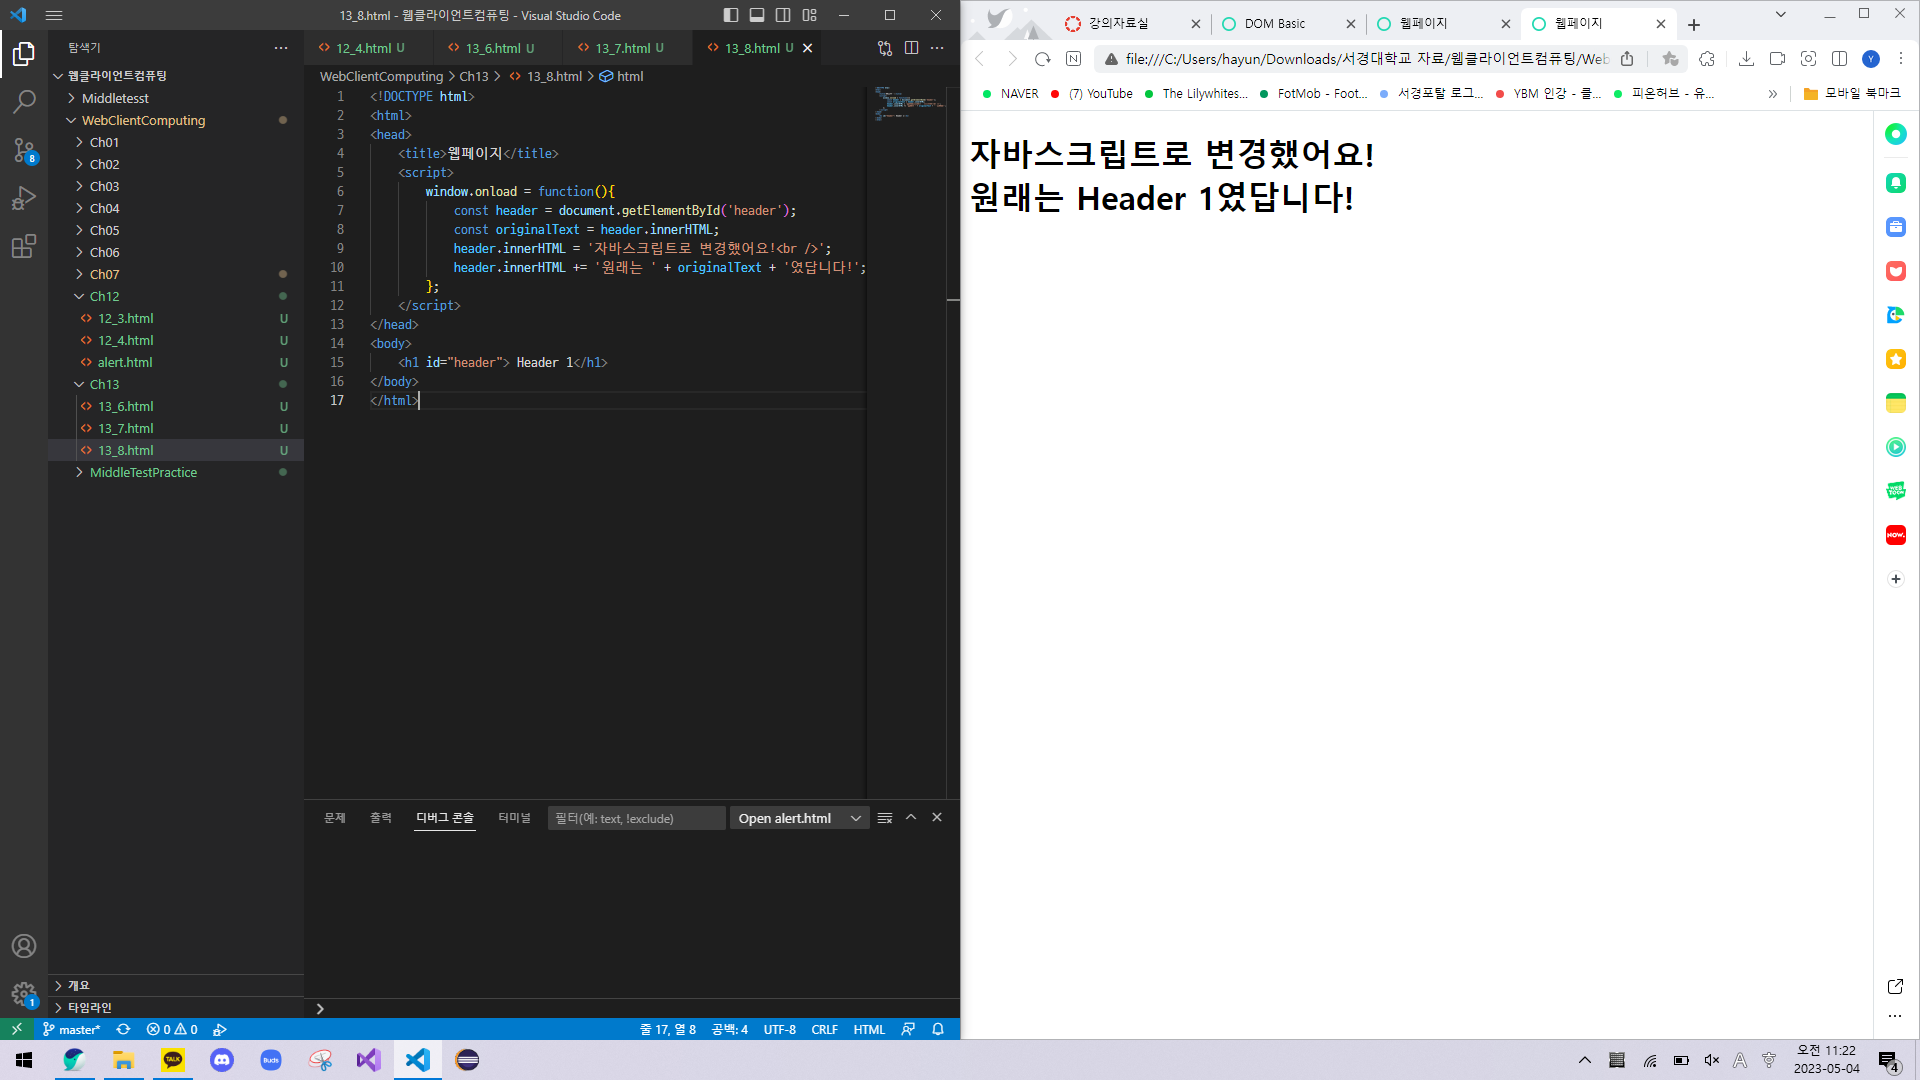 13_8.html - 웹클라이언트컴퓨팅 - Visual Studio Code
탐색기
웹클라이언트컴퓨팅
Middletesst
WebClientComputing
Ch01
Ch02
Ch03
Ch04
Ch05
Ch06
Ch07
Ch12
12_3.html U
12_4.html U
alert.html U
Ch13
13_6.html U
13_7.html U
13_8.html U
MiddleTestPractice
개요
타임라인
8
1
12_4.html U 13_6.html U 13_7.html U 13_8.html U
WebClientComputing > Ch13 > 13_8.html > html
1 <!DOCTYPE html>
2 <html>
3 <head>
4 <title>웹페이지</title>
5 <script>
6 window.onload = function(){
7 const header = document.getElementById('header');
8 const originalText = header.innerHTML;
9 header.innerHTML = '자바스크립트로 변경했어요!<br />';
10 header.innerHTML += '원래는 ' + originalText + '였답니다!';
11 };
12 </script>
13 </head>
14 <body>
15 <h1 id="header"> Header 1</h1>
16 </body>
17 </html>
문제 출력 디버그 콘솔 터미널 필터(예: text, !exclude) Open alert.html
master* 0 0 줄 17, 열 8 공백: 4 UTF-8 CRLF HTML
강의자료실 DOM Basic 웹페이지 웹페이지
file:///C:/Users/hayun/Downloads/서경대학교 자료/웹클라이언트컴퓨팅/Web
NAVER (7) YouTube The Lilywhites... FotMob - Foot... 서경포탈 로그... YBM 인강 - 클... 피온허브 - 유... » 모바일 북마크
자바스크립트로 변경했어요!
원래는 Header 1였답니다!
WEB TOON
NOW.
TALK
Buds
A
오전 11:22
2023-05-04
4